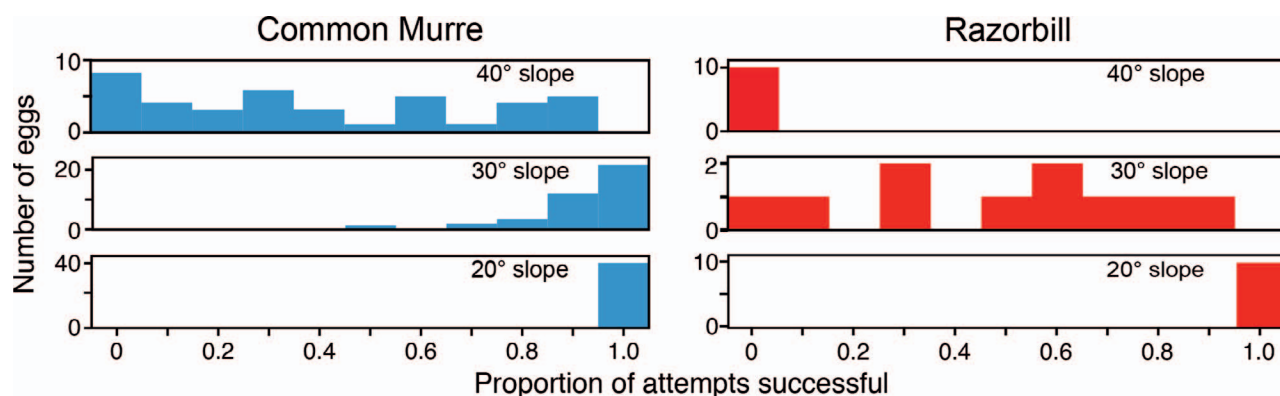 Common Murre
Razorbill
Number of eggs
10
0
40° slope
20
0
30° slope
40
0
20° slope
0 0.2 0.4 0.6 0.8 1.0
10
0
40° slope
2
0
30° slope
10
0
20° slope
0 0.2 0.4 0.6 0.8 1.0
Proportion of attempts successful